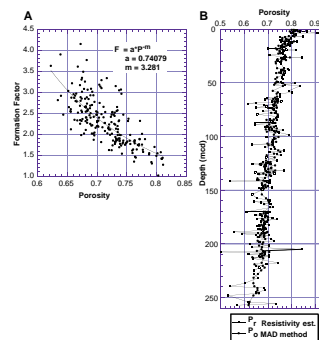 A
F = a*P^-m
a = 0.74079
m = 3.281
Formation Factor
4.5
4.0
3.5
3.0
2.5
2.0
1.5
1.0
0.6 0.65 0.7 0.75 0.8 0.85
Porosity
B
Porosity
0.5 0.6 0.7 0.8 0.9
Depth (mcd)
0
50
100
150
200
250
Pr Resistivity est.
Po MAD method